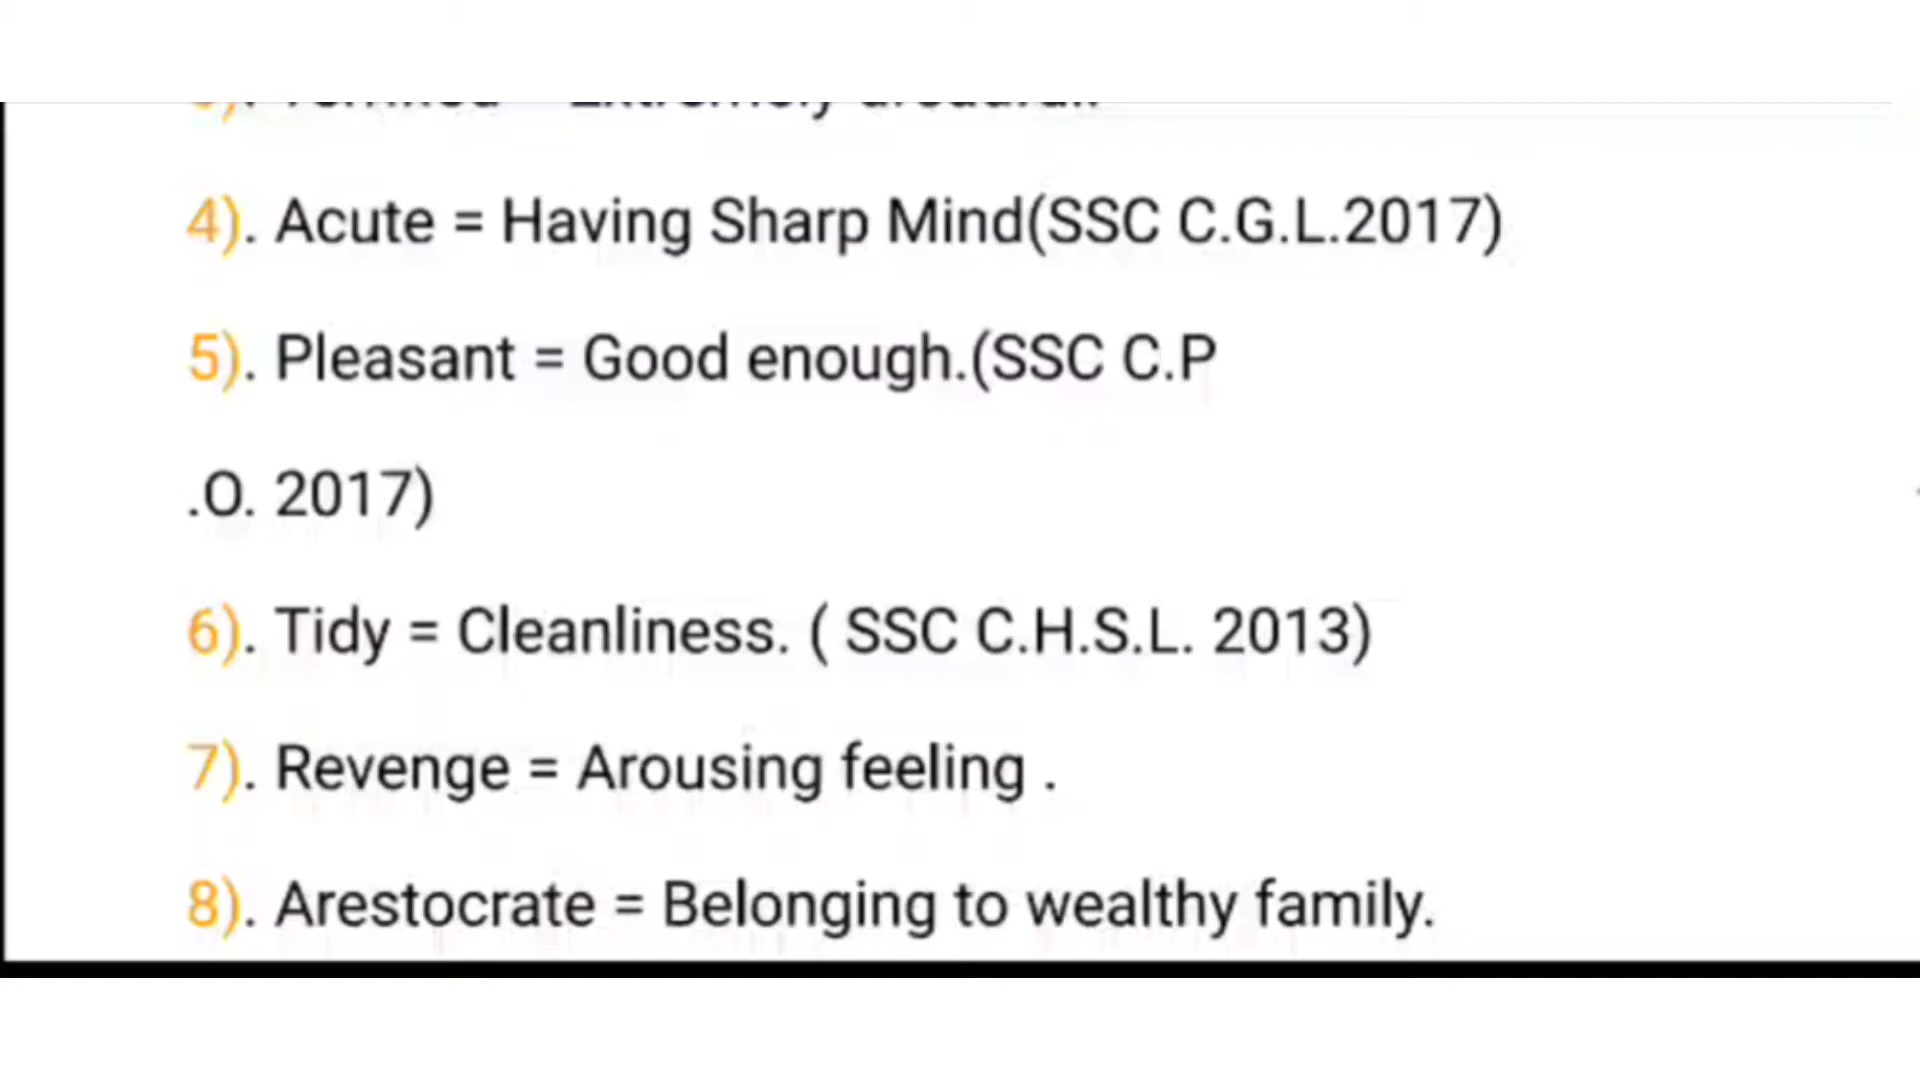 4). Acute = Having Sharp Mind(SSC C.G.L.2017)
5). Pleasant = Good enough.(SSC C.P
.O. 2017)
6). Tidy = Cleanliness. ( SSC C.H.S.L. 2013)
7). Revenge = Arousing feeling .
8). Arestocrate = Belonging to wealthy family.